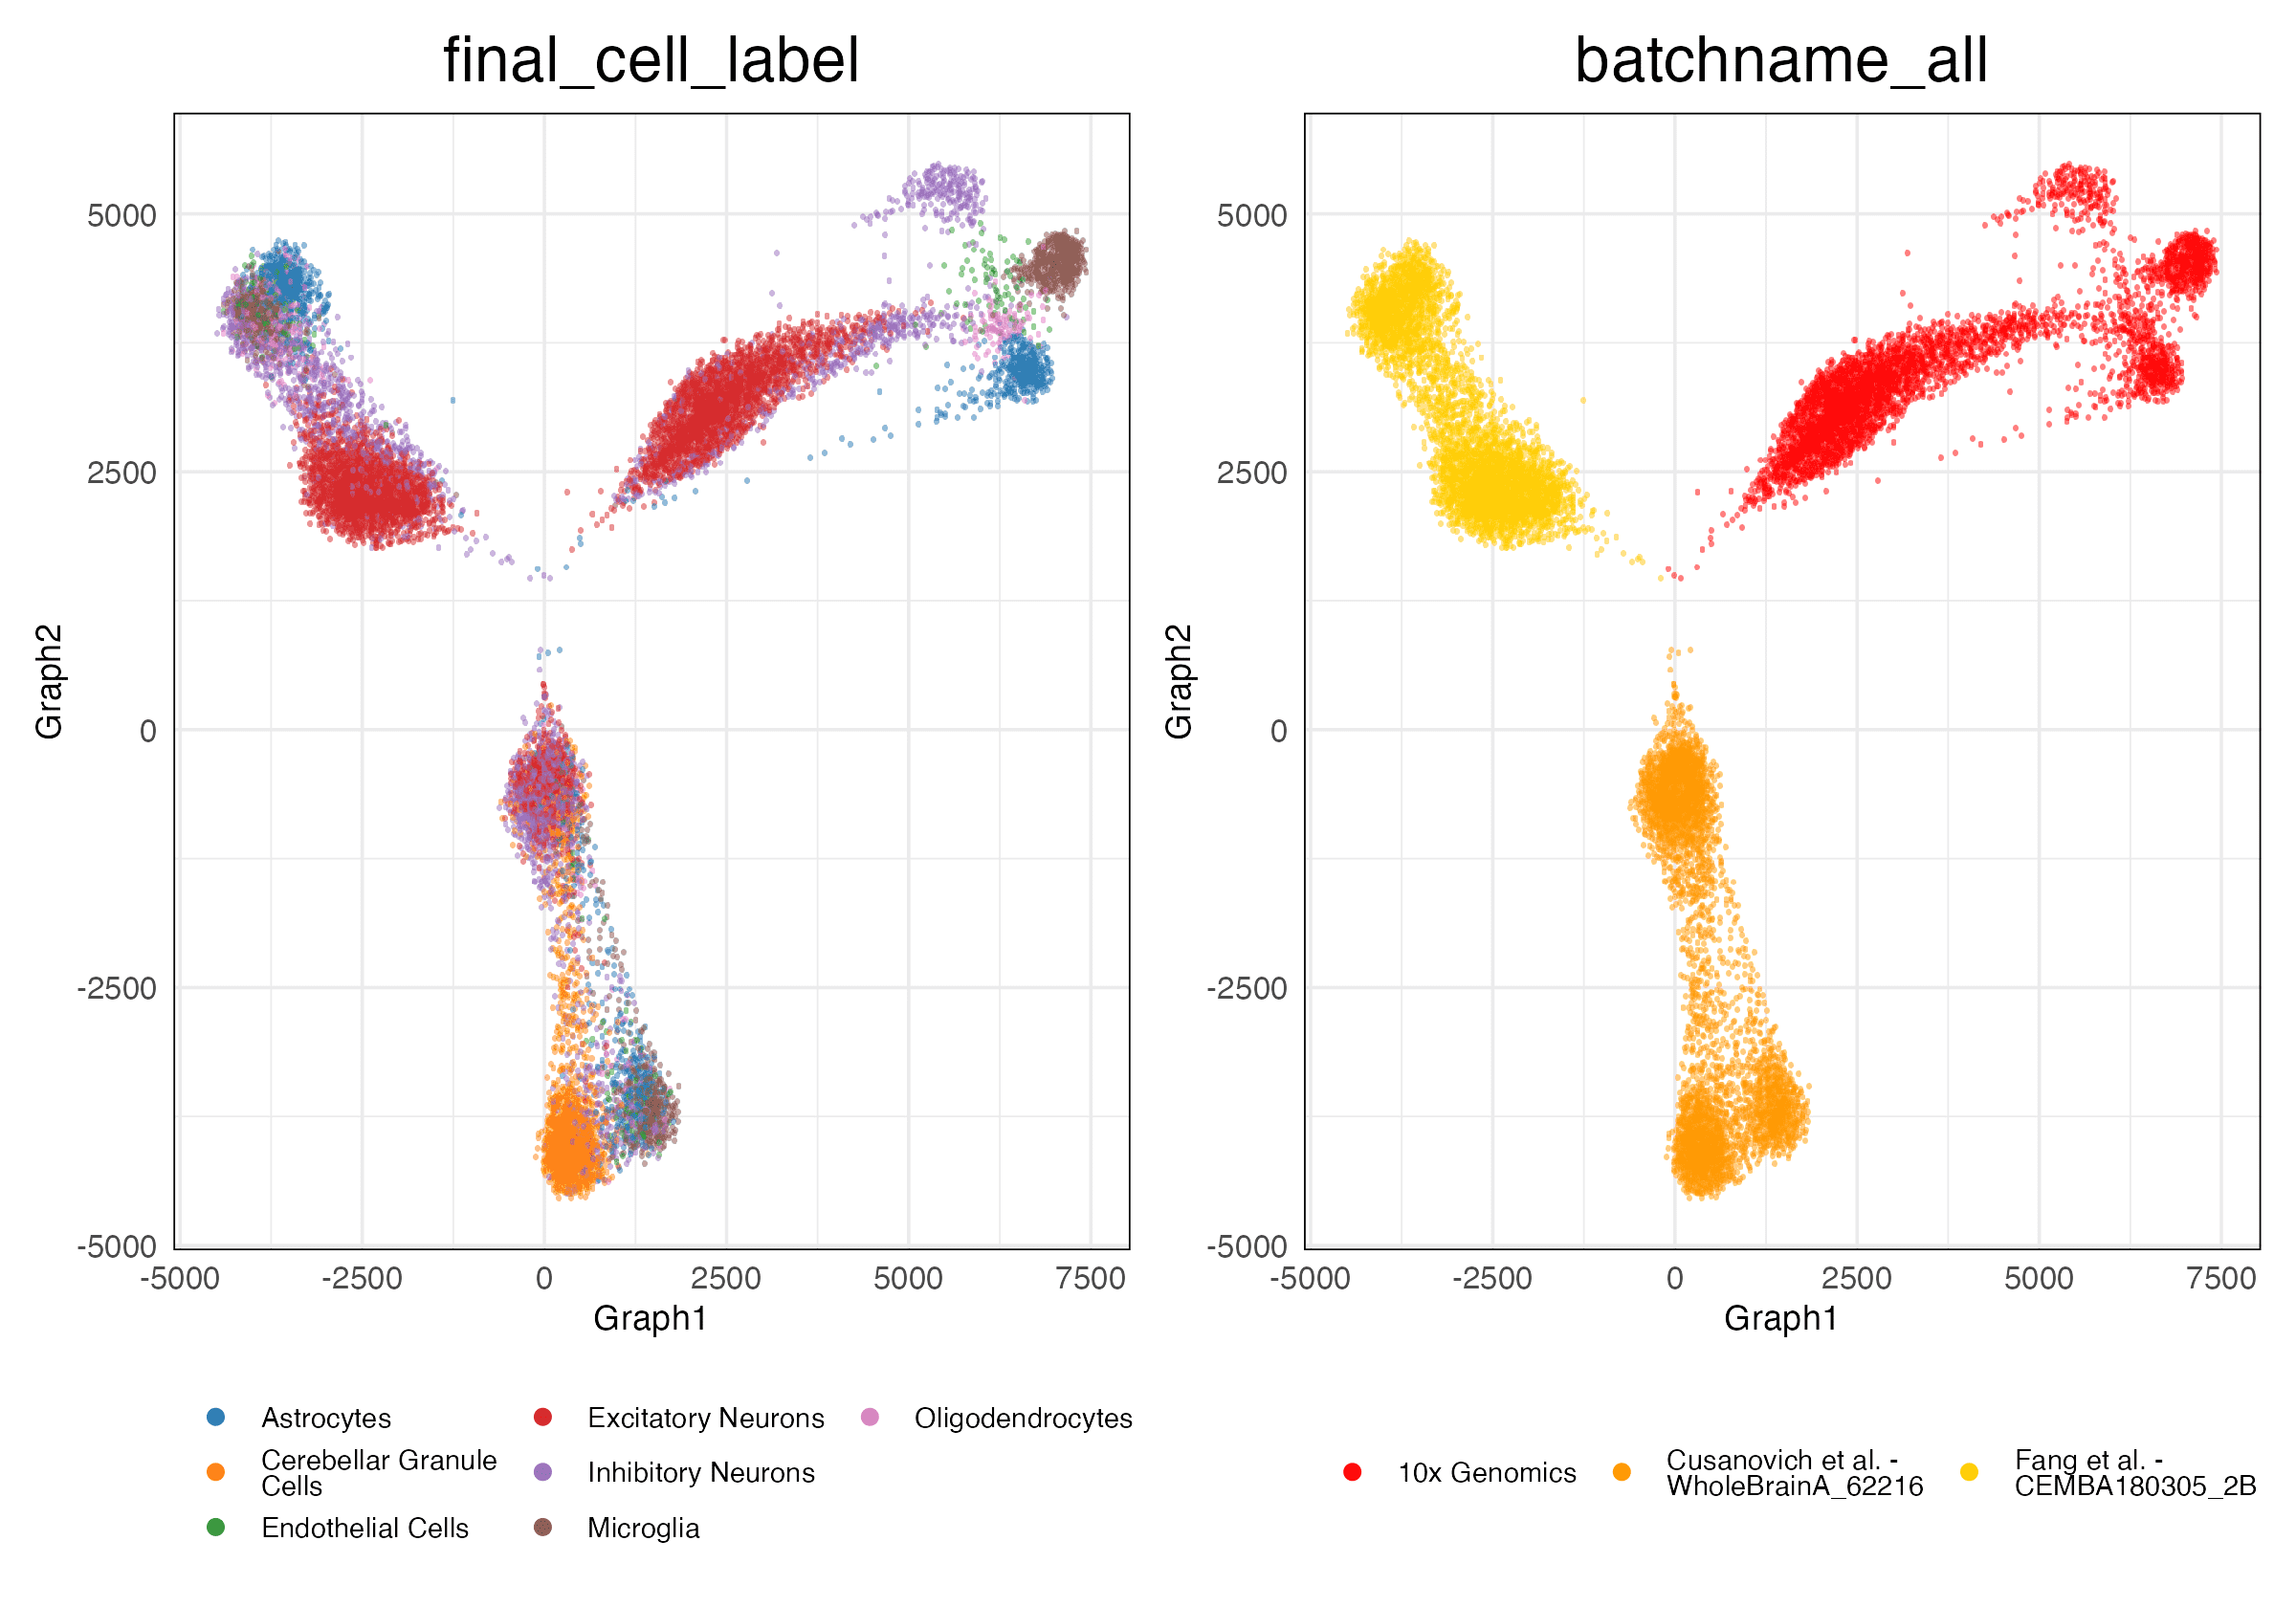 final_cell_label
batchname_all
5000
2500
0
-2500
-5000
Graph2
-5000 -2500 0 2500 5000 7500
Graph1
5000
2500
0
-2500
-5000
Graph2
-5000 -2500 0 2500 5000 7500
Graph1
Astrocytes
Cerebellar Granule
Cells
Endothelial Cells
Excitatory Neurons
Inhibitory Neurons
Microglia
Oligodendrocytes
10x Genomics
Cusanovich et al. -
WholeBrainA_62216
Fang et al. -
CEMBA180305_2B